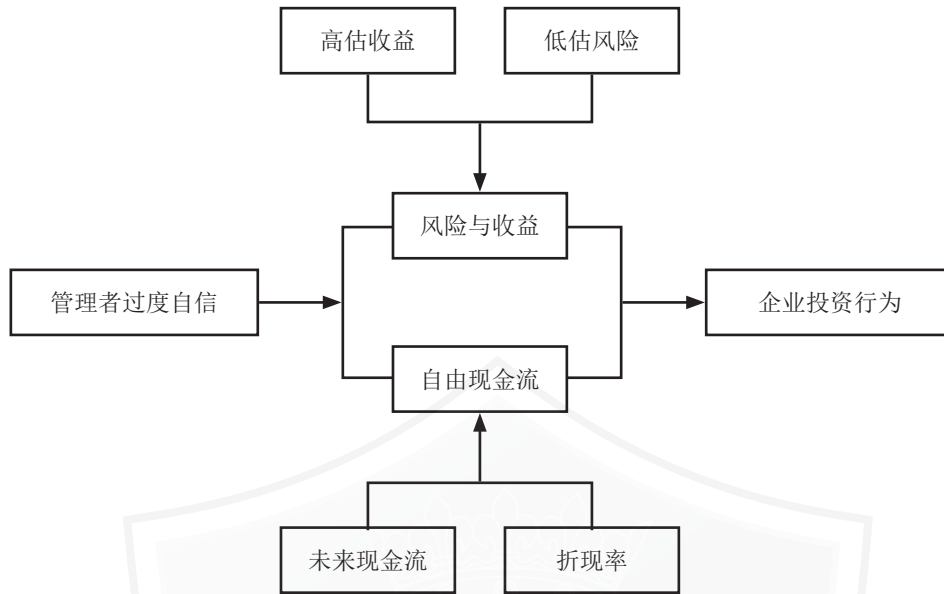 高估收益
低估风险
风险与收益
管理者过度自信
企业投资行为
自由现金流
未来现金流
折现率